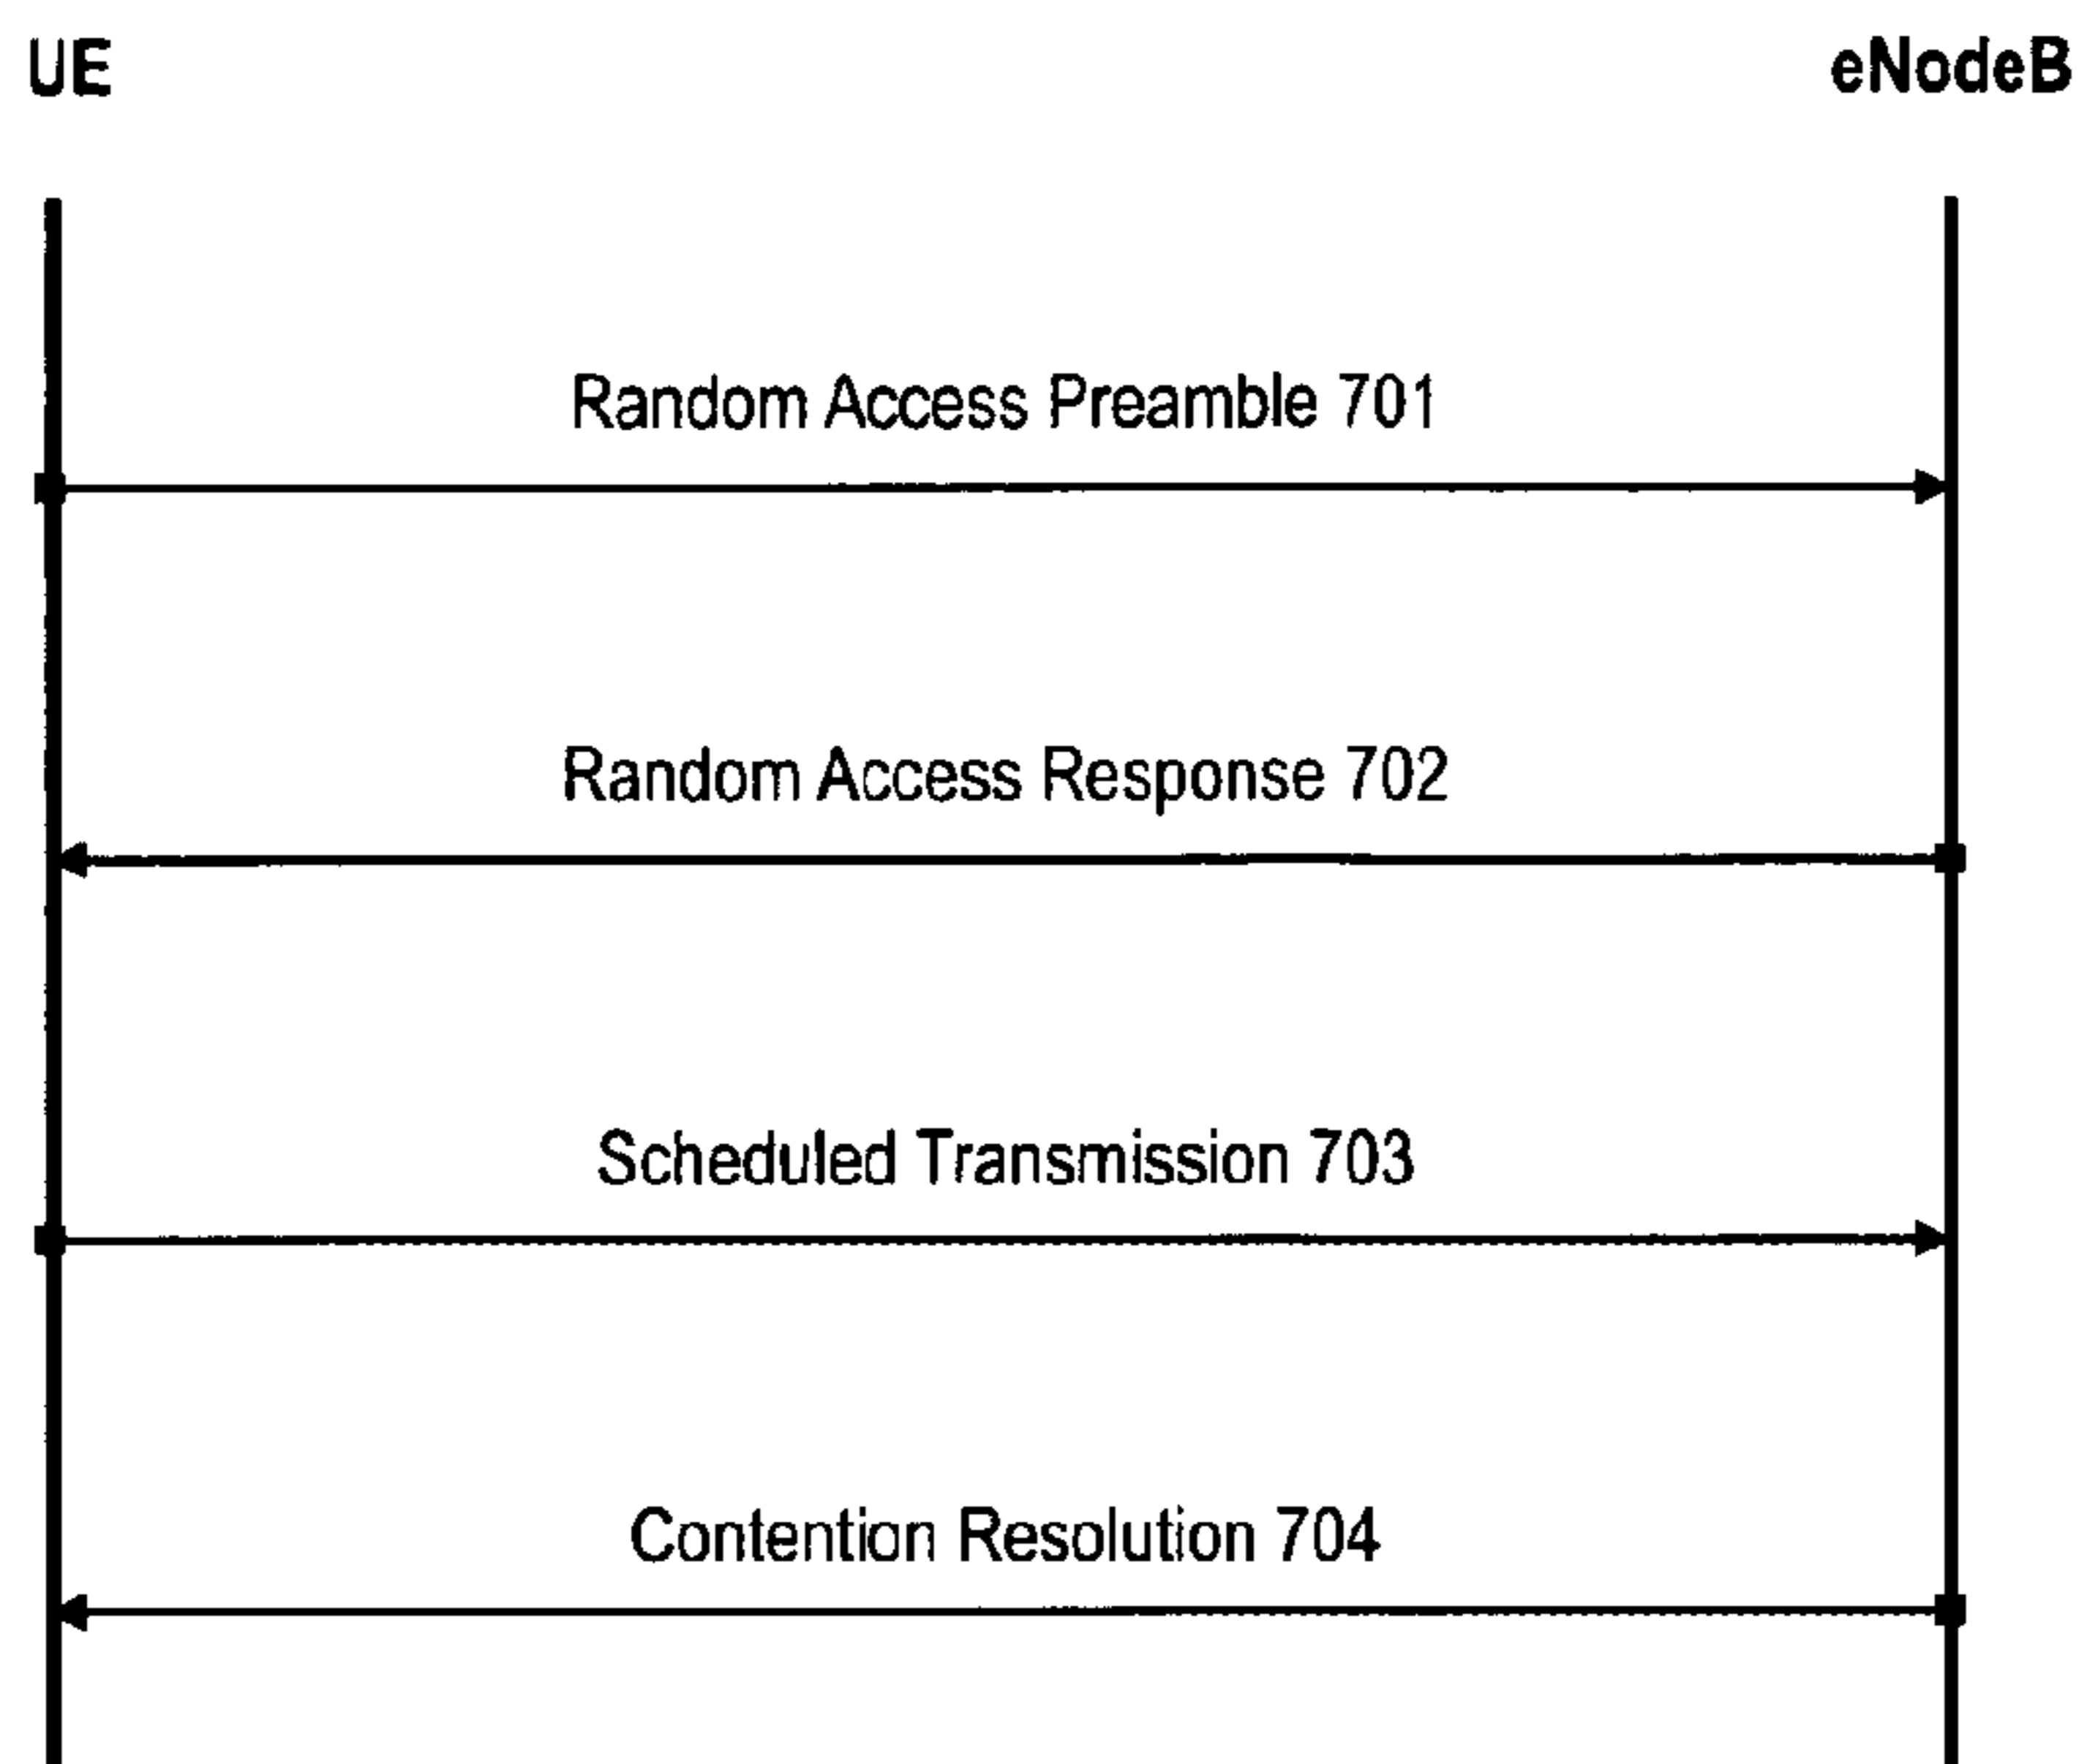 UE
eNodeB
Random Access Preamble 701
Random Access Response 702
Scheduled Transmission 703
Contention Resolution 704